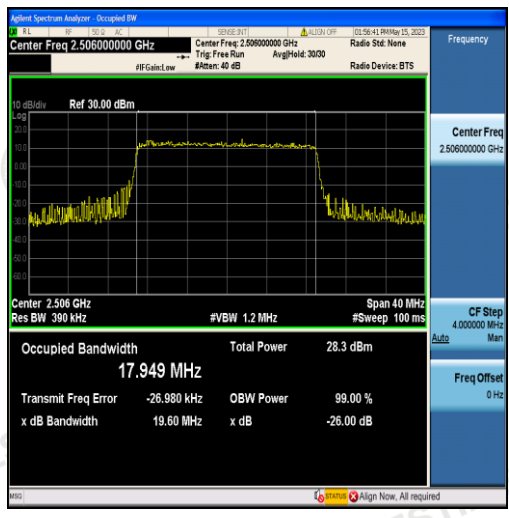 Agilent Spectrum Analyzer - Occupied BW
RL RF 50 Ω AC SENSE:INT ALIGN OFF 01:56:41 PM May 15, 2023
Center Freq 2.506000000 GHz
Center Freq: 2.506000000 GHz
Radio Std: None
Trig: Free Run Avg|Hold: 30/30
#IFGain:Low #Atten: 40 dB Radio Device: BTS
Frequency
10 dB/div Ref 30.00 dBm
Log
20.0
10.0
0.00
-10.0
-20.0
-30.0
-40.0
-50.0
-60.0
Center 2.506 GHz Span 40 MHz
Res BW 390 kHz #VBW 1.2 MHz #Sweep 100 ms
Occupied Bandwidth Total Power 28.3 dBm
17.949 MHz
Transmit Freq Error -26.980 kHz OBW Power 99.00 %
x dB Bandwidth 19.60 MHz x dB -26.00 dB
Center Freq
2.506000000 GHz
CF Step
4.000000 MHz
Auto Man
Freq Offset
0 Hz
MSG STATUS Align Now, All required